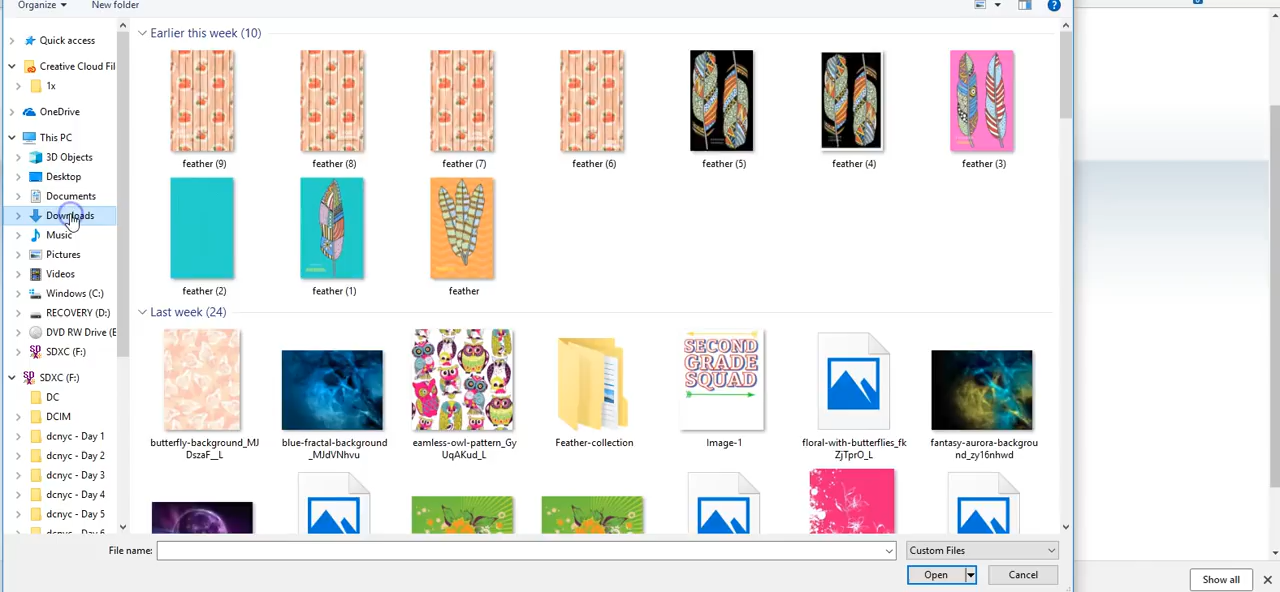 Organize New folder
Quick access
Creative Cloud Fil
1x
OneDrive
This PC
3D Objects
Desktop
Documents
Downloads
Music
Pictures
Videos
Windows (C:)
RECOVERY (D:)
DVD RW Drive (E
SDXC (F:)
SDXC (F:)
DC
DCIM
dcnyc - Day 1
dcnyc - Day 2
dcnyc - Day 3
dcnyc - Day 4
dcnyc - Day 5
dcnyc - Day 6
Earlier this week (10)
feather (9) feather (8) feather (7) feather (6) feather (5) feather (4) feather (3)
feather (2) feather (1) feather
Last week (24)
SECOND
GRADE
SQUAD
butterfly-background_MJ blue-fractal-background eamless-owl-pattern_Gy Feather-collection Image-1 floral-with-butterflies_fk fantasy-aurora-backgrou
DszaF__L _MJdVNhvu UqAKud_L ZjTprO_L nd_zy16nhwd
File name: Custom Files
Open Cancel
Show all